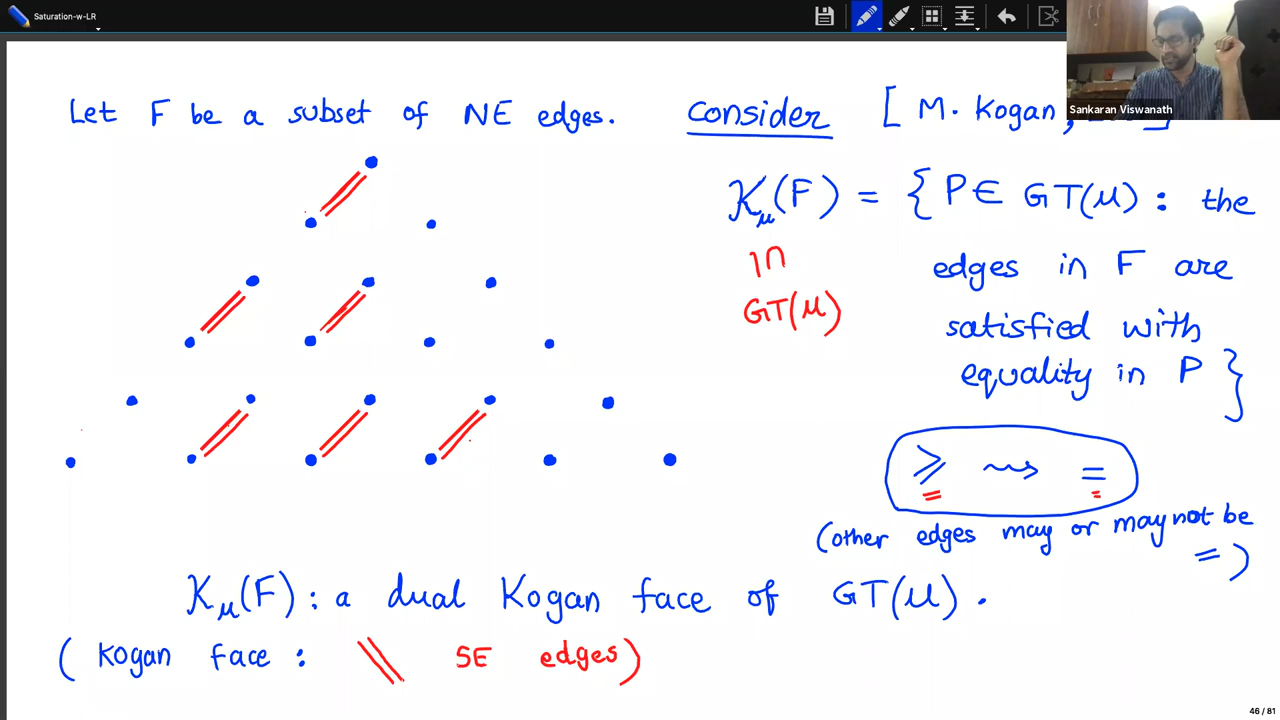 Saturation-w-LR
Let F be a subset of NE edges. Consider [ M. Kogan,
Sankaran Viswanath
𝒦μ(F) = { P ∈ GT(μ) : the
in
edges in F are
GT(μ)
satisfied with
equality in P }
≥ ⇝ =
(other edges may or may not be
= )
𝒦μ(F) : a dual Kogan face of GT(μ).
( Kogan face : \\ SE edges)
46 / 81